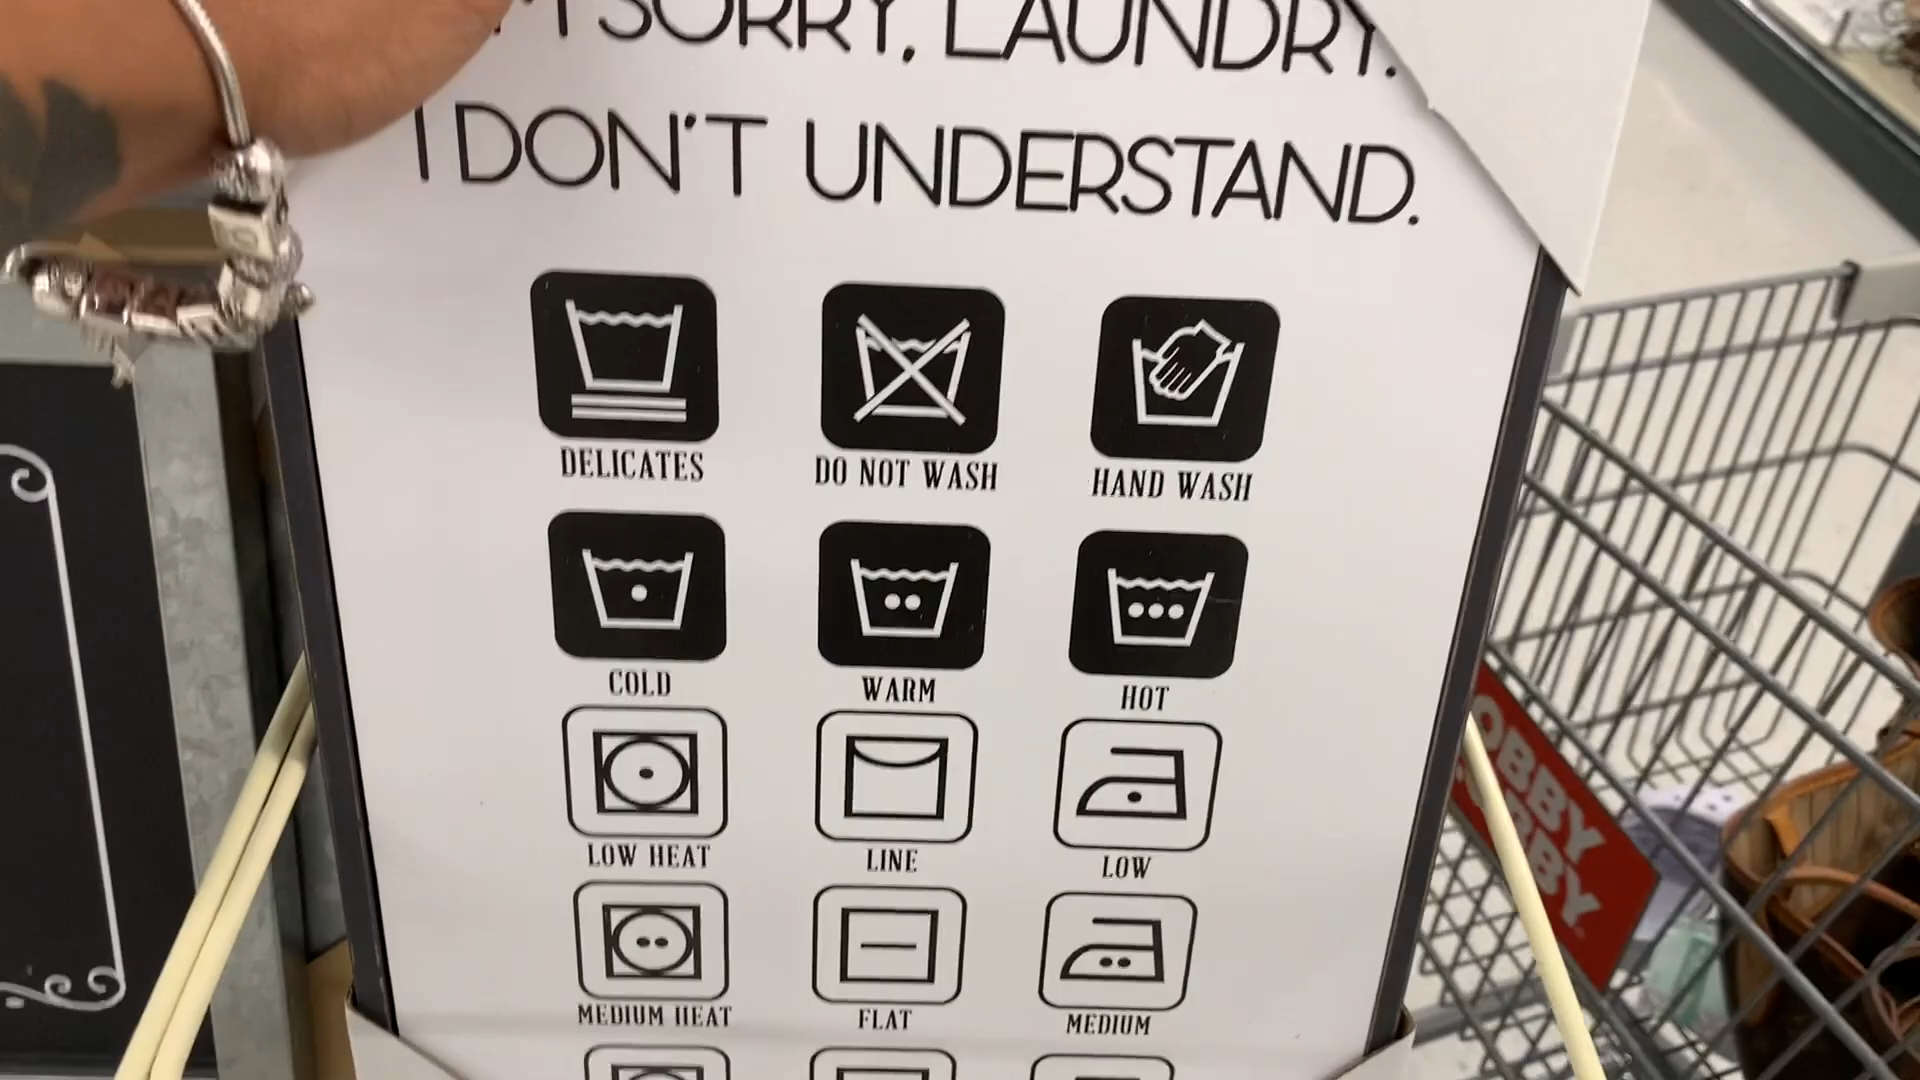 I'M SORRY, LAUNDRY.
I DON'T UNDERSTAND.
DELICATES DO NOT WASH HAND WASH
COLD WARM HOT
LOW HEAT LINE LOW
MEDIUM HEAT FLAT MEDIUM